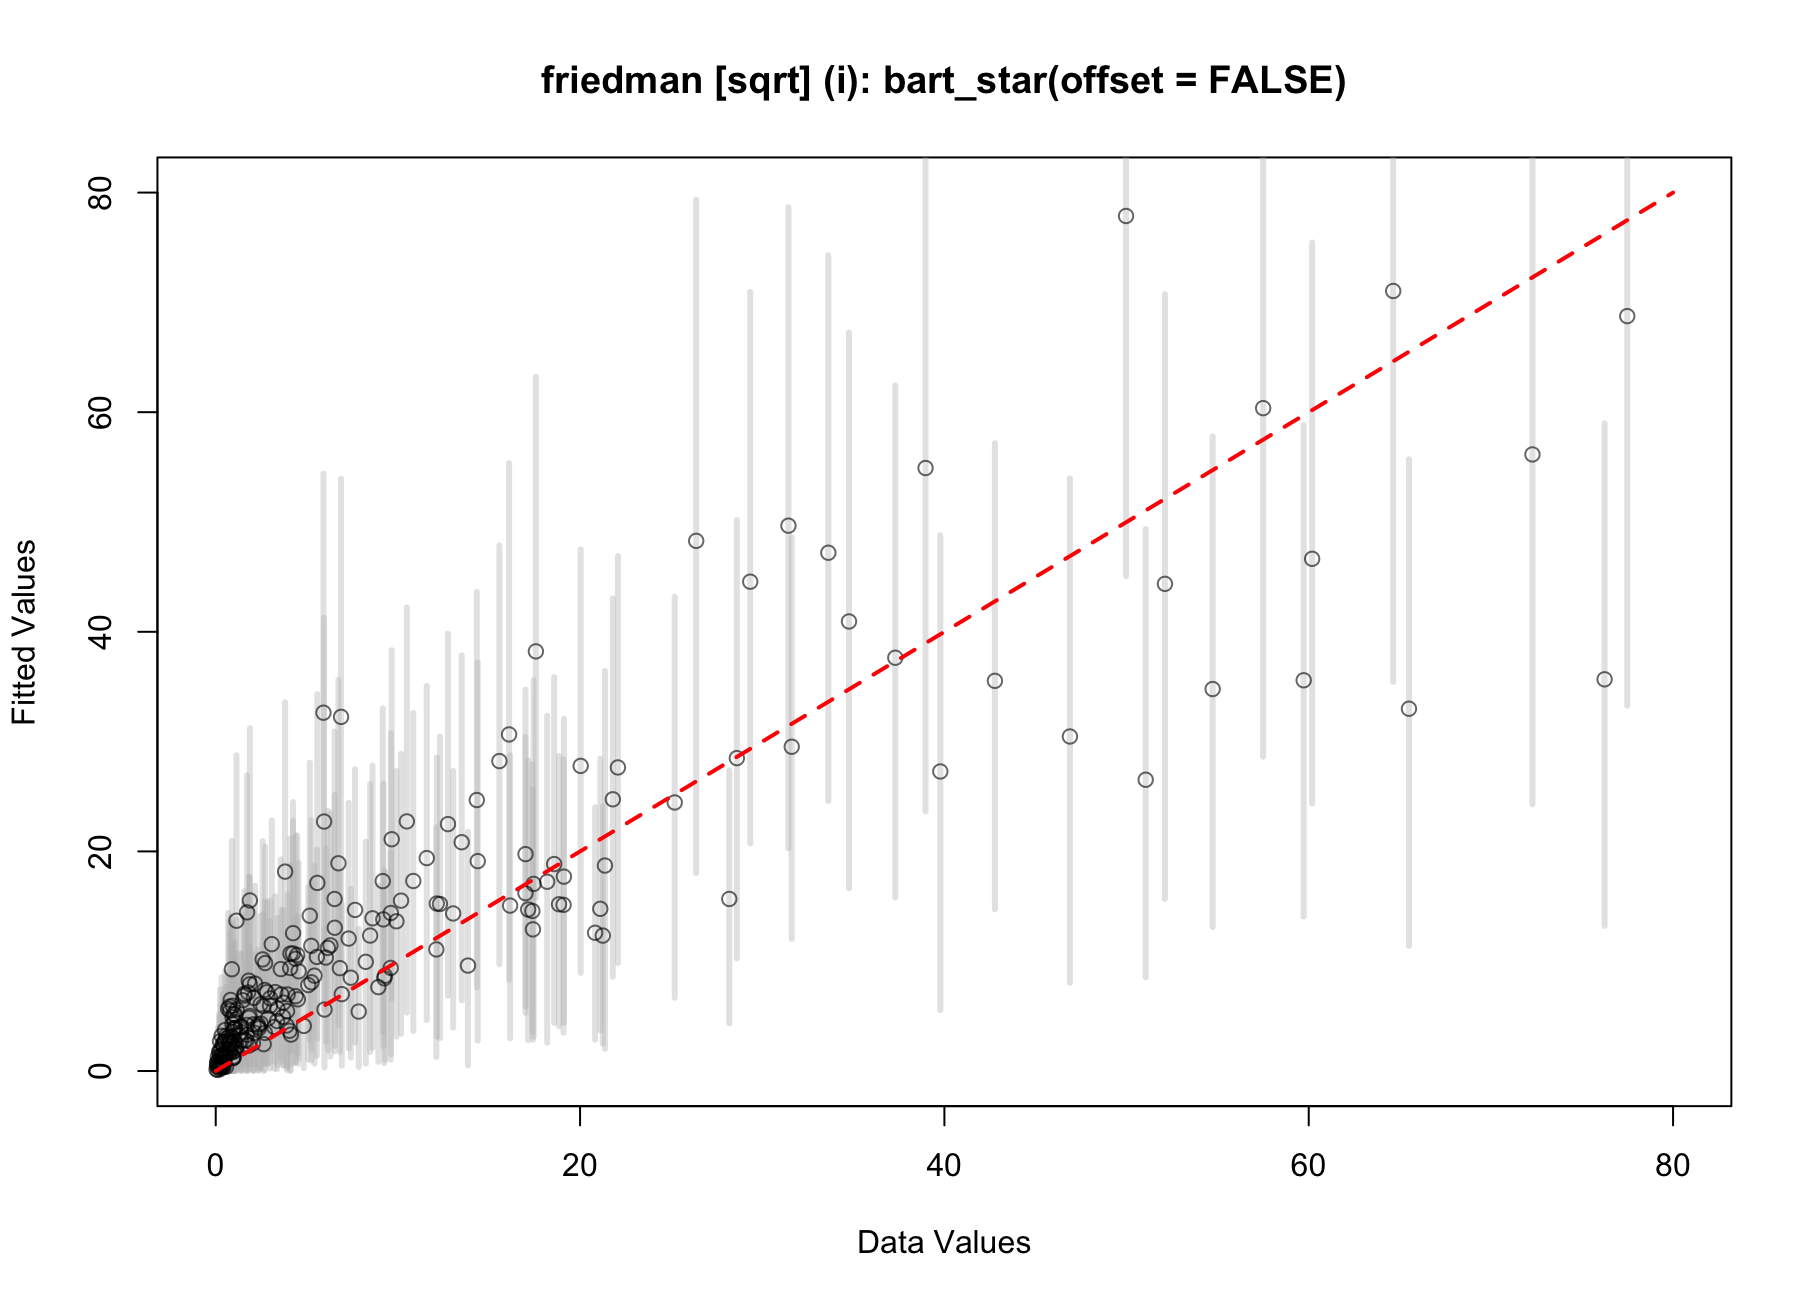 friedman [sqrt] (i): bart_star(offset = FALSE)
Fitted Values
80
60
40
20
0
0 20 40 60 80
Data Values